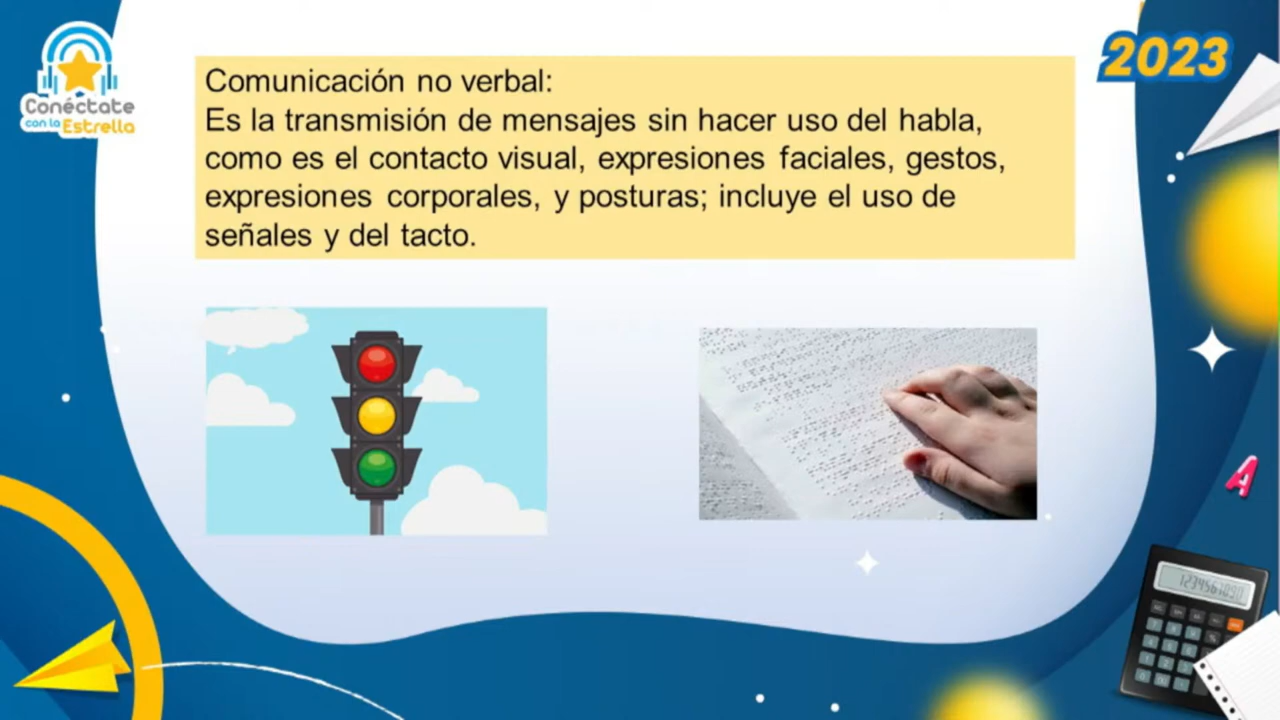 Conéctate
con la Estrella
2023
Comunicación no verbal:
Es la transmisión de mensajes sin hacer uso del habla,
como es el contacto visual, expresiones faciales, gestos,
expresiones corporales, y posturas; incluye el uso de
señales y del tacto.
A
1234561890